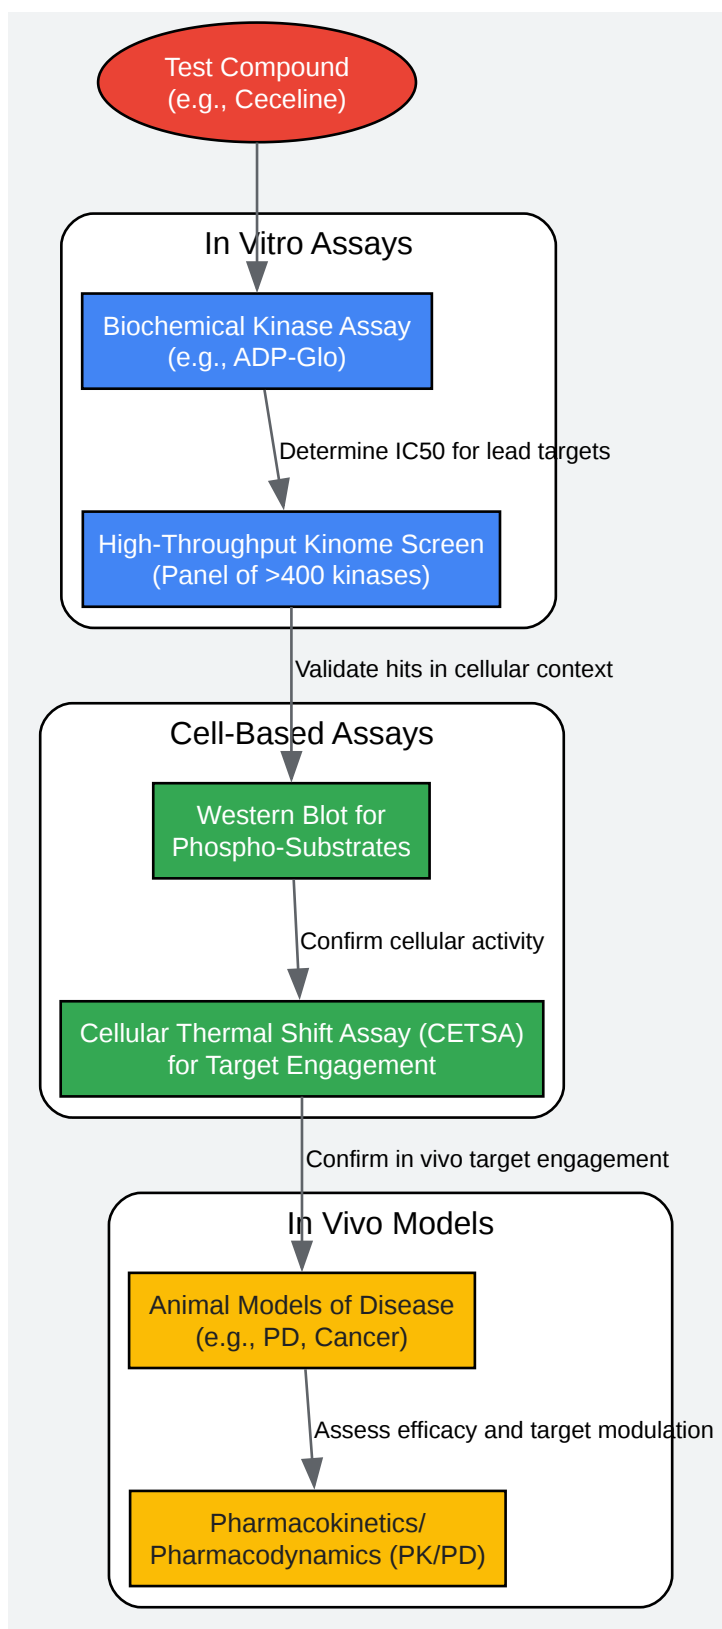 Test Compound
(e.g., Ceceline)
In Vitro Assays
Biochemical Kinase Assay
(e.g., ADP-Glo)
Determine IC50 for lead targets
High-Throughput Kinome Screen
(Panel of >400 kinases)
Validate hits in cellular context
Cell-Based Assays
Western Blot for
Phospho-Substrates
Confirm cellular activity
Cellular Thermal Shift Assay (CETSA)
for Target Engagement
Confirm in vivo target engagement
In Vivo Models
Animal Models of Disease
(e.g., PD, Cancer)
Assess efficacy and target modulation
Pharmacokinetics/
Pharmacodynamics (PK/PD)